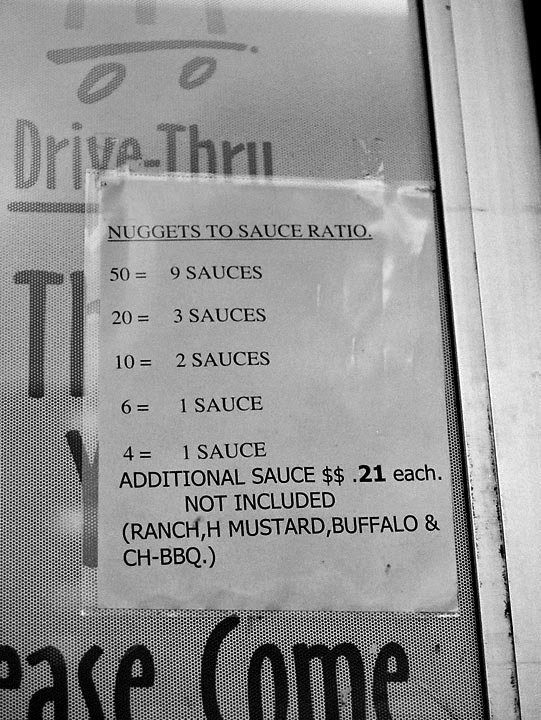 Drive-Thru
NUGGETS TO SAUCE RATIO.
50 = 9 SAUCES
20 = 3 SAUCES
10 = 2 SAUCES
6 = 1 SAUCE
4 = 1 SAUCE
ADDITIONAL SAUCE $$ .21 each.
NOT INCLUDED
(RANCH,H MUSTARD,BUFFALO &
CH-BBQ.)
Come